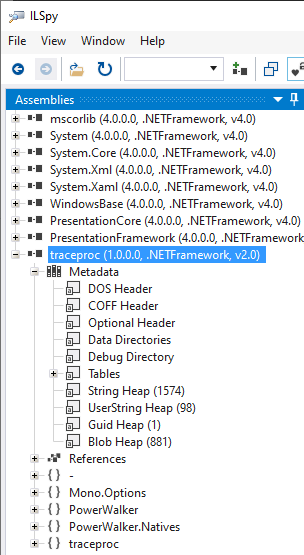 ILSpy
File View Window Help
Assemblies
mscorlib (4.0.0.0, .NETFramework, v4.0)
System (4.0.0.0, .NETFramework, v4.0)
System.Core (4.0.0.0, .NETFramework, v4.0)
System.Xml (4.0.0.0, .NETFramework, v4.0)
System.Xaml (4.0.0.0, .NETFramework, v4.0)
WindowsBase (4.0.0.0, .NETFramework, v4.0)
PresentationCore (4.0.0.0, .NETFramework, v4.0)
PresentationFramework (4.0.0.0, .NETFramework
traceproc (1.0.0.0, .NETFramework, v2.0)
Metadata
DOS Header
COFF Header
Optional Header
Data Directories
Debug Directory
Tables
String Heap (1574)
UserString Heap (98)
Guid Heap (1)
Blob Heap (881)
References
{ } -
{ } Mono.Options
{ } PowerWalker
{ } PowerWalker.Natives
{ } traceproc